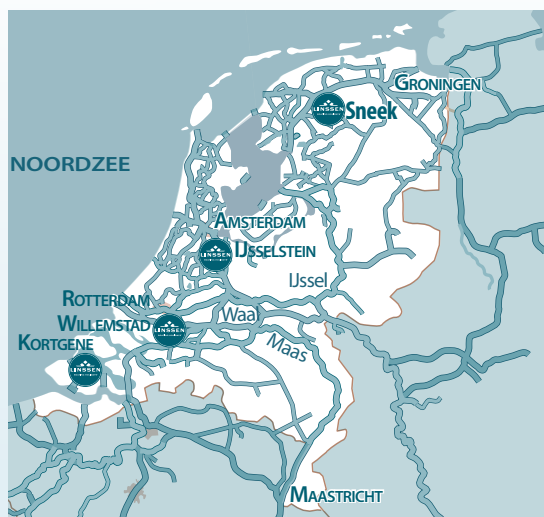 GRONINGEN
LINSSEN
Sneek
NOORDZEE
AMSTERDAM
IJSSELSTEIN
LINSSEN
IJssel
ROTTERDAM
Waal
WILLEMSTAD
LINSSEN
KORTGENE
Maas
LINSSEN
MAASTRICHT